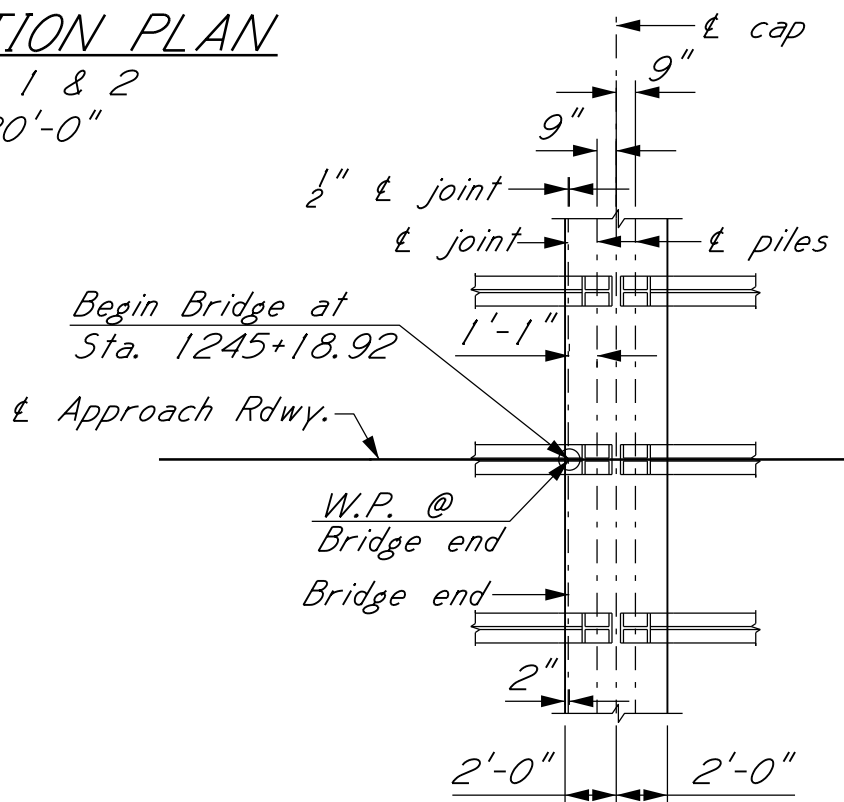 TION PLAN
1 & 2
20'-0"
℄ cap
9"
9"
1/2" ℄ joint
℄ joint
℄ piles
Begin Bridge at
Sta. 1245+18.92
1'-1"
℄ Approach Rdwy.
W.P. @
Bridge end
Bridge end
2"
2'-0"
2'-0"